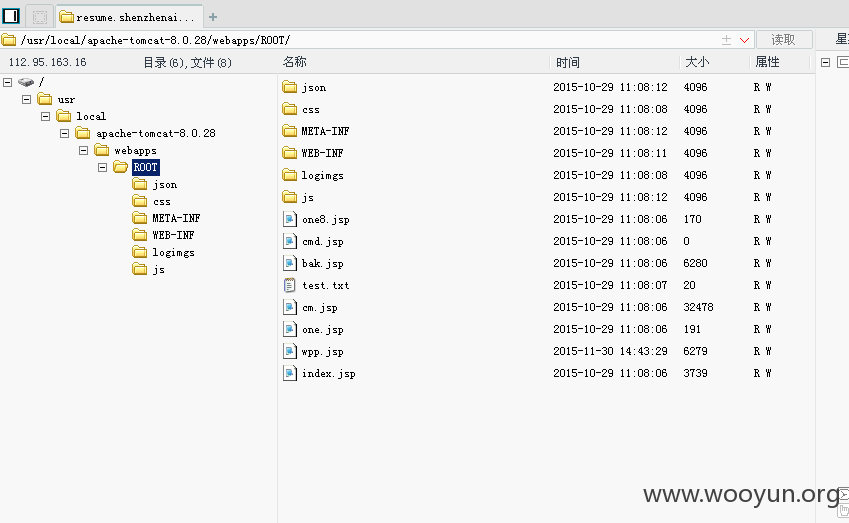 resume.shenzhenai...
/usr/local/apache-tomcat-8.0.28/webapps/ROOT/ 读取
112.95.163.16 目录(6),文件(8) 名称 时间 大小 属性
/
usr
local
apache-tomcat-8.0.28
webapps
ROOT
json
css
META-INF
WEB-INF
logimgs
js
json 2015-10-29 11:08:12 4096 R W
css 2015-10-29 11:08:08 4096 R W
META-INF 2015-10-29 11:08:12 4096 R W
WEB-INF 2015-10-29 11:08:11 4096 R W
logimgs 2015-10-29 11:08:08 4096 R W
js 2015-10-29 11:08:12 4096 R W
one8.jsp 2015-10-29 11:08:06 170 R W
cmd.jsp 2015-10-29 11:08:06 0 R W
bak.jsp 2015-10-29 11:08:06 6280 R W
test.txt 2015-10-29 11:08:07 20 R W
cm.jsp 2015-10-29 11:08:06 32478 R W
one.jsp 2015-10-29 11:08:06 191 R W
wpp.jsp 2015-11-30 14:43:29 6279 R W
index.jsp 2015-10-29 11:08:06 3739 R W
www.wooyun.org